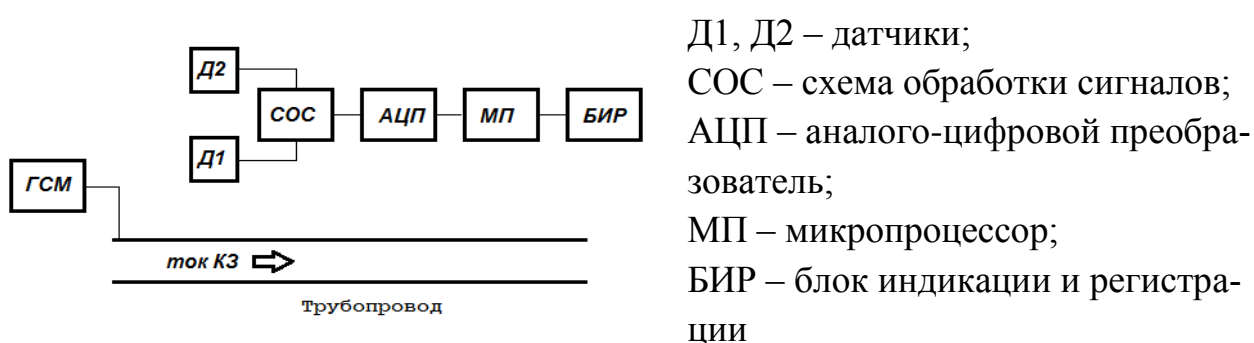 Д2
СОС
АЦП
МП
БИР
Д1
ГСМ
ток КЗ
Трубопровод
Д1, Д2 – датчики;
СОС – схема обработки сигналов;
АЦП – аналого-цифровой преобра-
зователь;
МП – микропроцессор;
БИР – блок индикации и регистра-
ции